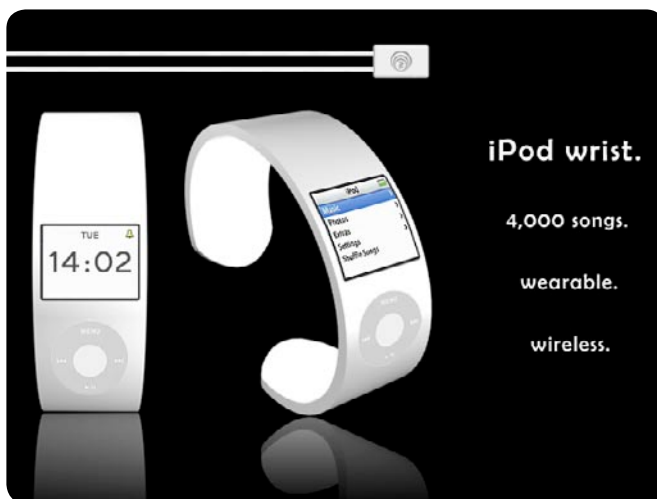 TUE
14:02
MENU
iPod
Music
Photos
Extras
Settings
Shuffle Songs
MENU
iPod wrist.
4,000 songs.
wearable.
wireless.